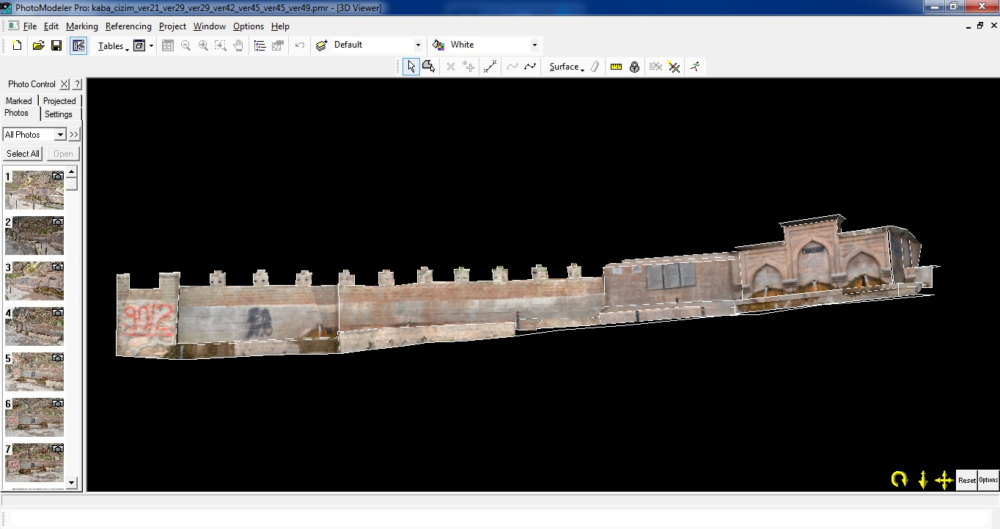 PhotoModeler Pro: kaba_cizim_ver21_ver29_ver29_ver42_ver45_ver45_ver49.pmr - [3D Viewer]
File Edit Marking Referencing Project Window Options Help
Tables Default White
Surface
Photo Control X ?
Marked Projected
Photos Settings
All Photos >>
Select All Open
1
2
3
4
5
6
7
90/2
Reset Options